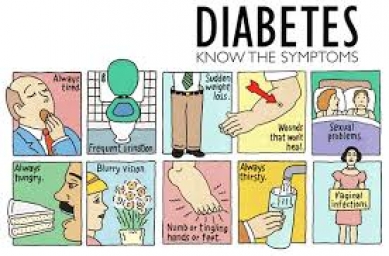 DIABETES
KNOW THE SYMPTOMS
Always
tired.
Frequent urination.
Sudden
weight
loss.
Wounds
that won't
heal.
Sexual
problems.
Always
hungry.
Blurry vision.
Numb or tingling
hands or feet.
Always
thirsty.
Vaginal
infections.